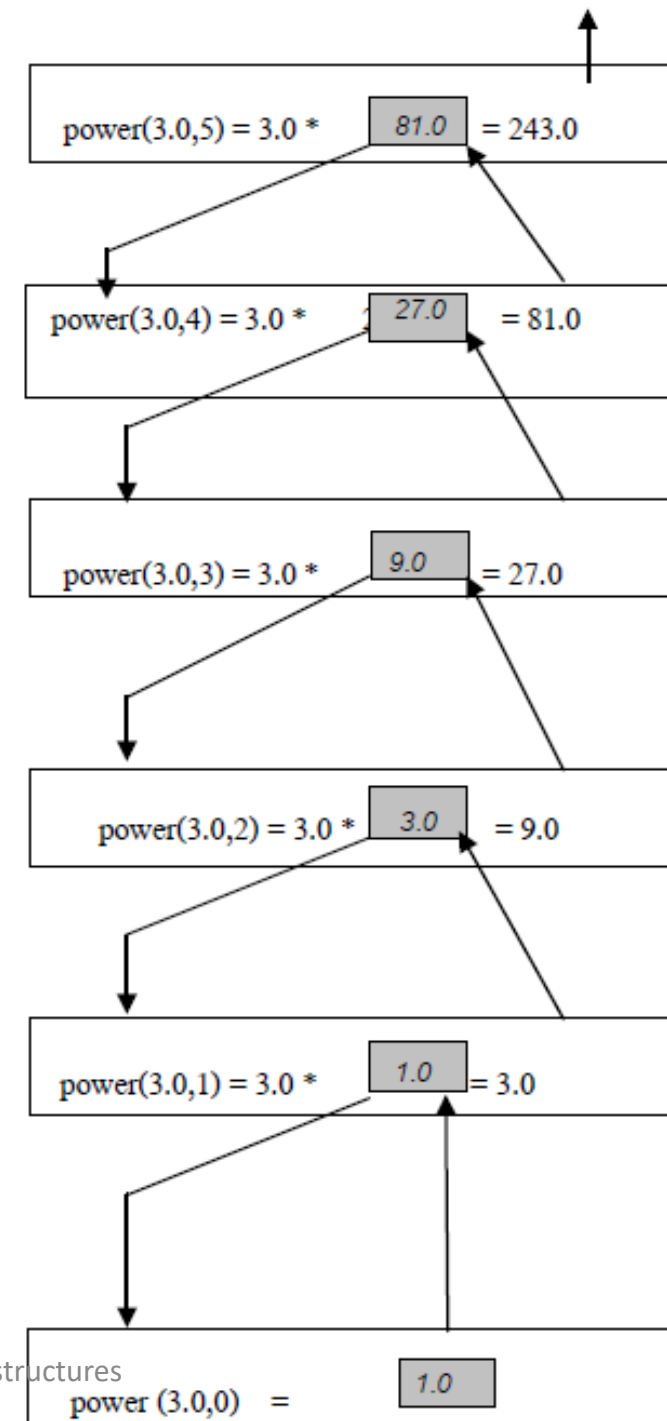 power(3.0,5) = 3.0 * 81.0 = 243.0
power(3.0,4) = 3.0 * 27.0 = 81.0
power(3.0,3) = 3.0 * 9.0 = 27.0
power(3.0,2) = 3.0 * 3.0 = 9.0
power(3.0,1) = 3.0 * 1.0 = 3.0
structures
power (3.0,0) = 1.0